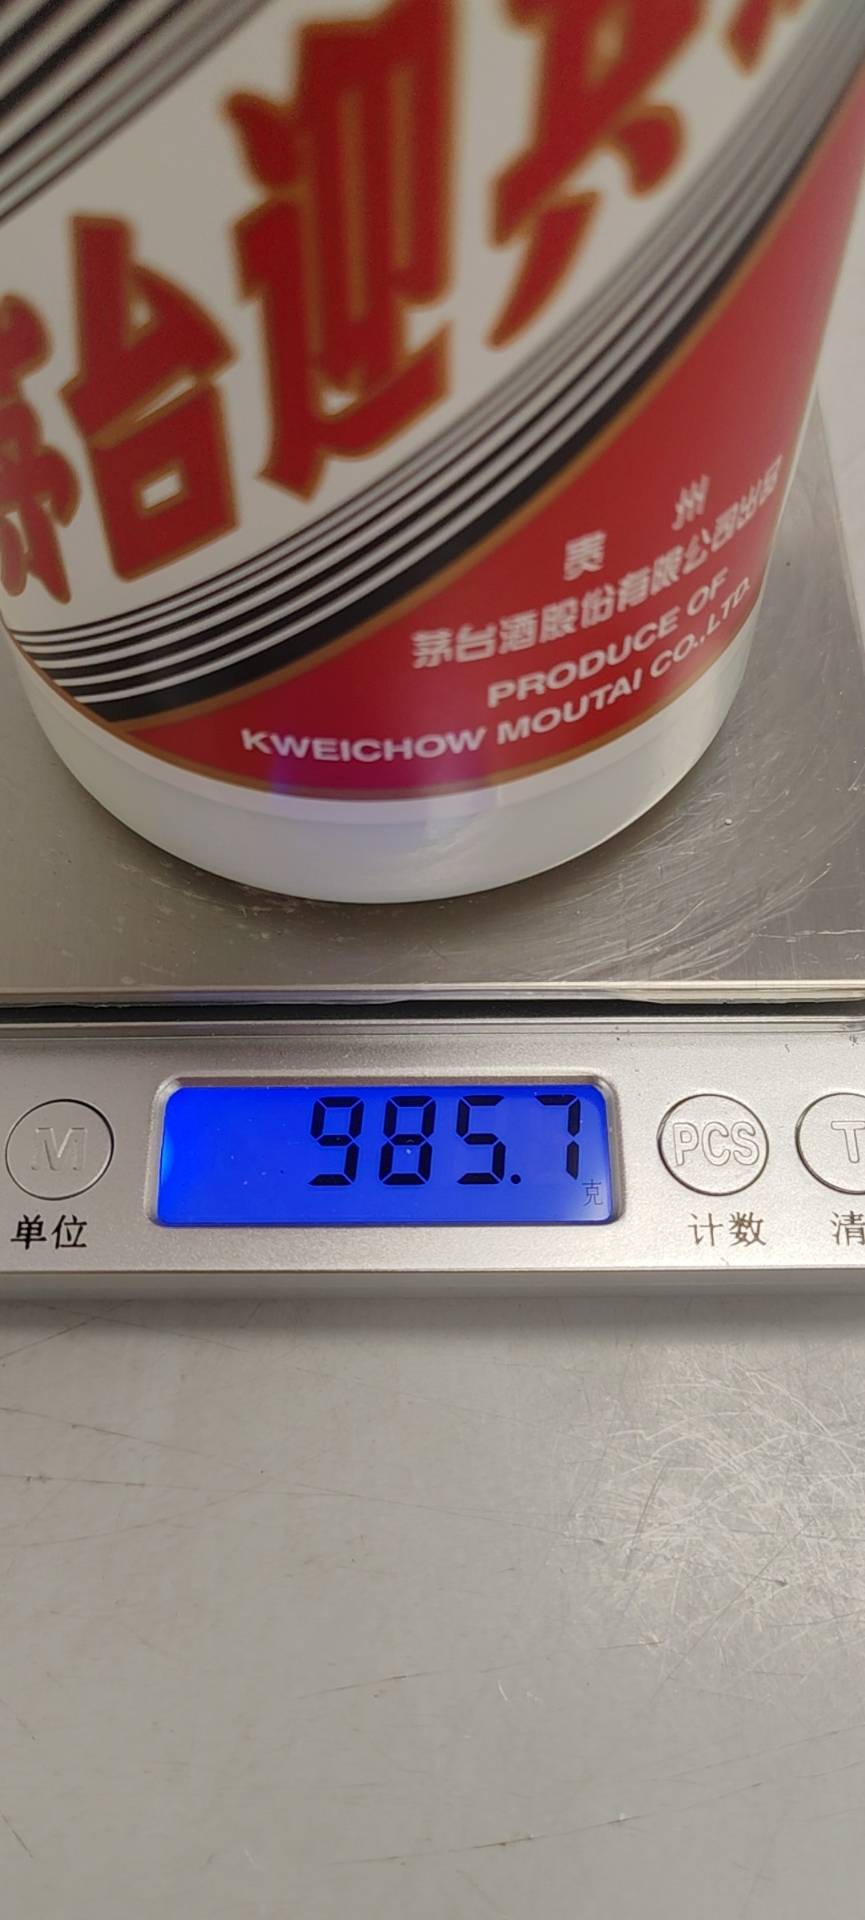 茅台迎宾
贵州
茅台酒股份有限公司出品
PRODUCE OF
KWEICHOW MOUTAI CO.,LTD.
985.7
克
M
PCS
T
单位
计数
清